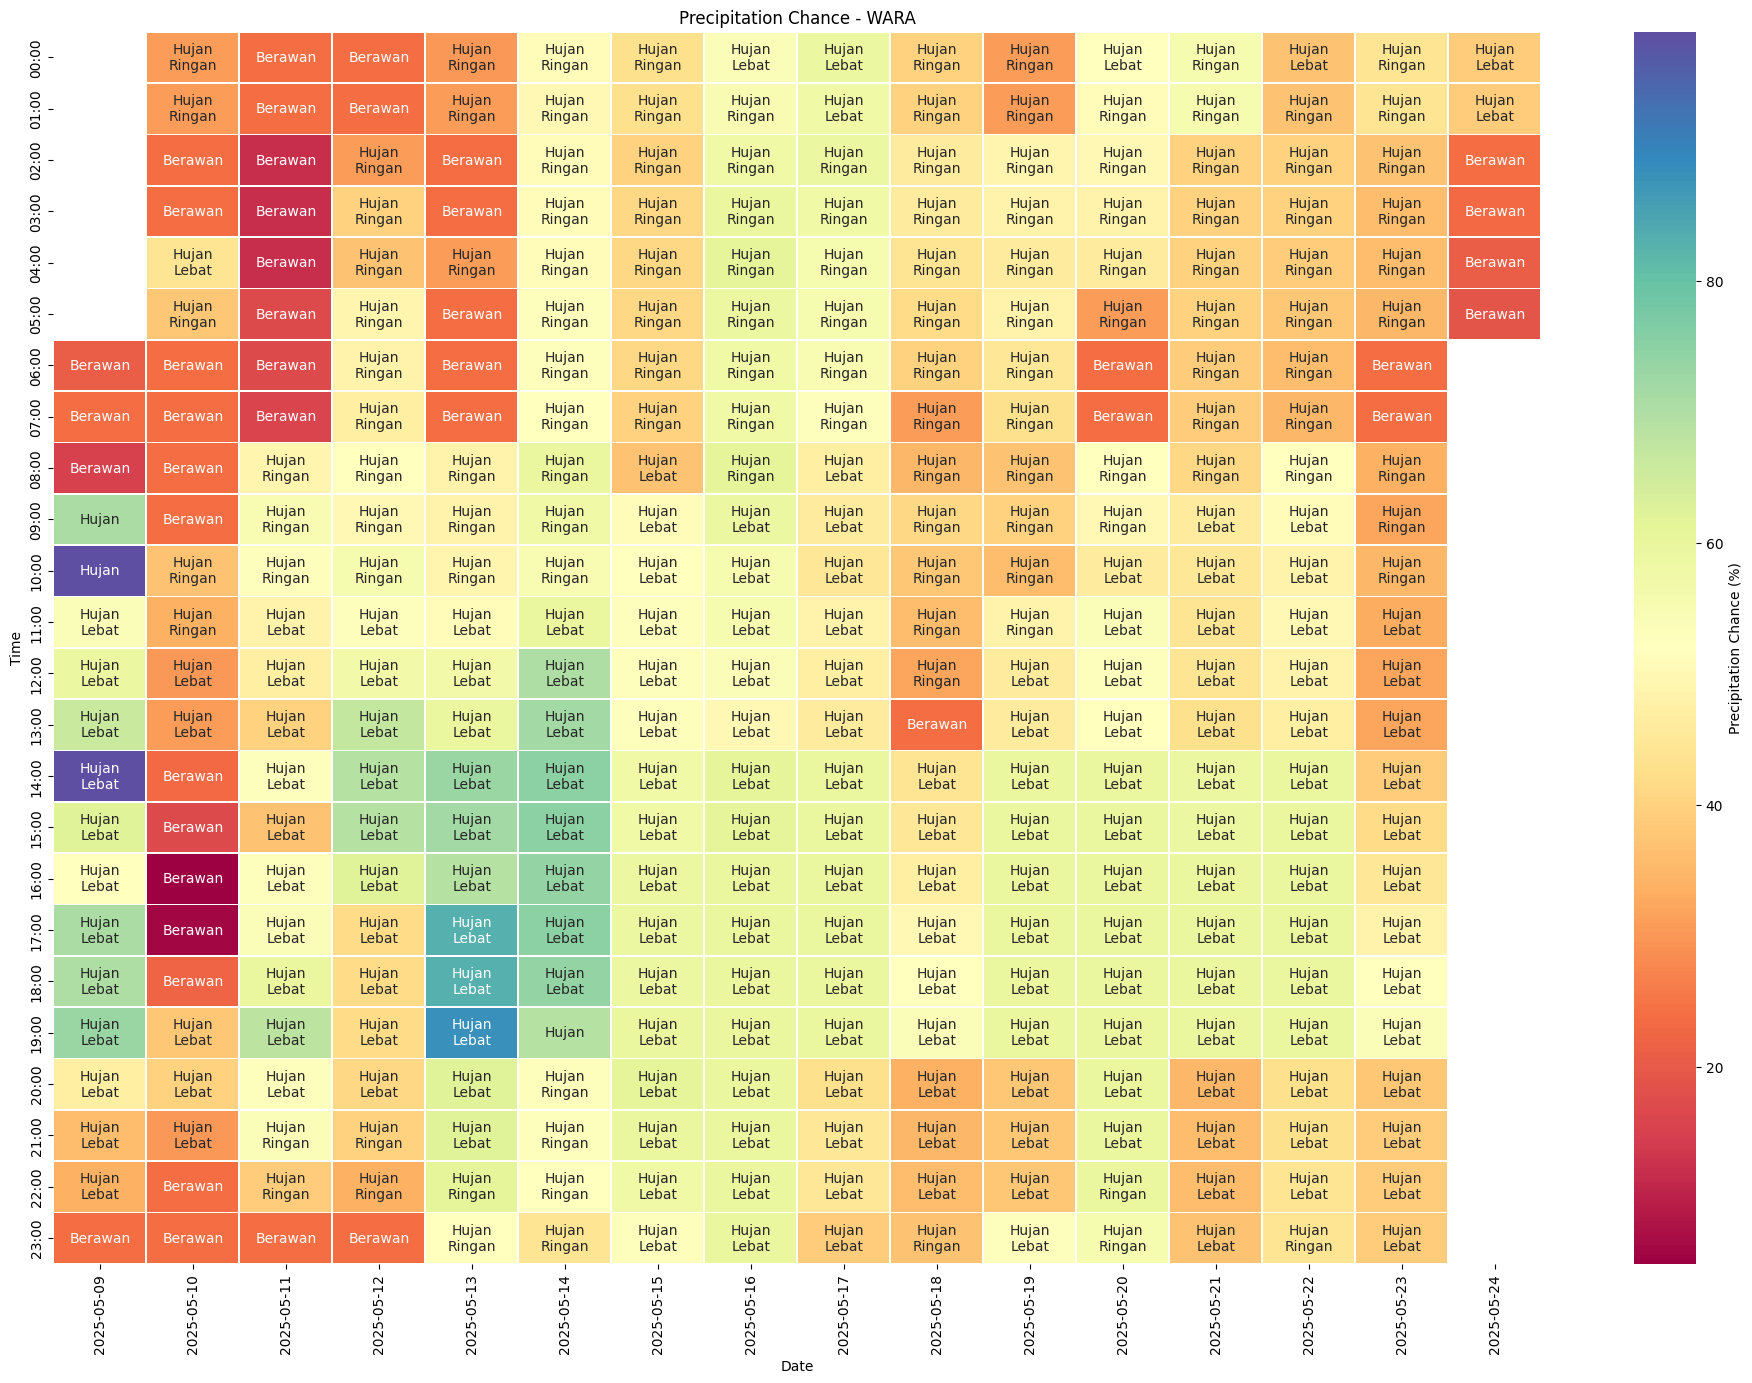 Precipitation Chance - WARA
Time
00:00 Hujan Ringan Berawan Berawan Hujan Ringan Hujan Ringan Hujan Ringan Hujan Lebat Hujan Lebat Hujan Ringan Hujan Ringan Hujan Lebat Hujan Ringan Hujan Lebat Hujan Ringan Hujan Lebat
01:00 Hujan Ringan Berawan Berawan Hujan Ringan Hujan Ringan Hujan Ringan Hujan Ringan Hujan Lebat Hujan Ringan Hujan Ringan Hujan Ringan Hujan Ringan Hujan Ringan Hujan Ringan Hujan Lebat
02:00 Berawan Berawan Hujan Ringan Berawan Hujan Ringan Hujan Ringan Hujan Ringan Hujan Ringan Hujan Ringan Hujan Ringan Hujan Ringan Hujan Ringan Hujan Ringan Hujan Ringan Berawan
03:00 Berawan Berawan Hujan Ringan Berawan Hujan Ringan Hujan Ringan Hujan Ringan Hujan Ringan Hujan Ringan Hujan Ringan Hujan Ringan Hujan Ringan Hujan Ringan Hujan Ringan Berawan
04:00 Hujan Lebat Berawan Hujan Ringan Hujan Ringan Hujan Ringan Hujan Ringan Hujan Ringan Hujan Ringan Hujan Ringan Hujan Ringan Hujan Ringan Hujan Ringan Hujan Ringan Hujan Ringan Berawan
05:00 Hujan Ringan Berawan Hujan Ringan Berawan Hujan Ringan Hujan Ringan Hujan Ringan Hujan Ringan Hujan Ringan Hujan Ringan Hujan Ringan Hujan Ringan Hujan Ringan Hujan Ringan Berawan
06:00 Berawan Berawan Berawan Hujan Ringan Berawan Hujan Ringan Hujan Ringan Hujan Ringan Hujan Ringan Hujan Ringan Hujan Ringan Berawan Hujan Ringan Hujan Ringan Berawan
07:00 Berawan Berawan Berawan Hujan Ringan Berawan Hujan Ringan Hujan Ringan Hujan Ringan Hujan Ringan Hujan Ringan Hujan Ringan Berawan Hujan Ringan Hujan Ringan Berawan
08:00 Berawan Berawan Hujan Ringan Hujan Ringan Hujan Ringan Hujan Ringan Hujan Lebat Hujan Ringan Hujan Lebat Hujan Ringan Hujan Ringan Hujan Ringan Hujan Ringan Hujan Ringan Hujan Ringan
09:00 Hujan Berawan Hujan Ringan Hujan Ringan Hujan Ringan Hujan Ringan Hujan Lebat Hujan Lebat Hujan Lebat Hujan Ringan Hujan Ringan Hujan Ringan Hujan Lebat Hujan Lebat Hujan Ringan
10:00 Hujan Hujan Ringan Hujan Ringan Hujan Ringan Hujan Ringan Hujan Ringan Hujan Lebat Hujan Lebat Hujan Lebat Hujan Ringan Hujan Ringan Hujan Lebat Hujan Lebat Hujan Lebat Hujan Ringan
11:00 Hujan Lebat Hujan Ringan Hujan Lebat Hujan Lebat Hujan Lebat Hujan Lebat Hujan Lebat Hujan Lebat Hujan Lebat Hujan Ringan Hujan Ringan Hujan Lebat Hujan Lebat Hujan Lebat Hujan Lebat
12:00 Hujan Lebat Hujan Lebat Hujan Lebat Hujan Lebat Hujan Lebat Hujan Lebat Hujan Lebat Hujan Lebat Hujan Lebat Hujan Ringan Hujan Lebat Hujan Lebat Hujan Lebat Hujan Lebat Hujan Lebat
13:00 Hujan Lebat Hujan Lebat Hujan Lebat Hujan Lebat Hujan Lebat Hujan Lebat Hujan Lebat Hujan Lebat Hujan Lebat Berawan Hujan Lebat Hujan Lebat Hujan Lebat Hujan Lebat Hujan Lebat
14:00 Hujan Lebat Berawan Hujan Lebat Hujan Lebat Hujan Lebat Hujan Lebat Hujan Lebat Hujan Lebat Hujan Lebat Hujan Lebat Hujan Lebat Hujan Lebat Hujan Lebat Hujan Lebat Hujan Lebat
15:00 Hujan Lebat Berawan Hujan Lebat Hujan Lebat Hujan Lebat Hujan Lebat Hujan Lebat Hujan Lebat Hujan Lebat Hujan Lebat Hujan Lebat Hujan Lebat Hujan Lebat Hujan Lebat Hujan Lebat
16:00 Hujan Lebat Berawan Hujan Lebat Hujan Lebat Hujan Lebat Hujan Lebat Hujan Lebat Hujan Lebat Hujan Lebat Hujan Lebat Hujan Lebat Hujan Lebat Hujan Lebat Hujan Lebat Hujan Lebat
17:00 Hujan Lebat Berawan Hujan Lebat Hujan Lebat Hujan Lebat Hujan Lebat Hujan Lebat Hujan Lebat Hujan Lebat Hujan Lebat Hujan Lebat Hujan Lebat Hujan Lebat Hujan Lebat Hujan Lebat
18:00 Hujan Lebat Berawan Hujan Lebat Hujan Lebat Hujan Lebat Hujan Lebat Hujan Lebat Hujan Lebat Hujan Lebat Hujan Lebat Hujan Lebat Hujan Lebat Hujan Lebat Hujan Lebat Hujan Lebat
19:00 Hujan Lebat Hujan Lebat Hujan Lebat Hujan Lebat Hujan Lebat Hujan Hujan Lebat Hujan Lebat Hujan Lebat Hujan Lebat Hujan Lebat Hujan Lebat Hujan Lebat Hujan Lebat Hujan Lebat
20:00 Hujan Lebat Hujan Lebat Hujan Lebat Hujan Lebat Hujan Lebat Hujan Ringan Hujan Lebat Hujan Lebat Hujan Lebat Hujan Lebat Hujan Lebat Hujan Lebat Hujan Lebat Hujan Lebat Hujan Lebat
21:00 Hujan Lebat Hujan Lebat Hujan Ringan Hujan Ringan Hujan Lebat Hujan Ringan Hujan Lebat Hujan Lebat Hujan Lebat Hujan Lebat Hujan Lebat Hujan Lebat Hujan Lebat Hujan Lebat Hujan Lebat
22:00 Hujan Lebat Berawan Hujan Ringan Hujan Ringan Hujan Ringan Hujan Ringan Hujan Lebat Hujan Lebat Hujan Lebat Hujan Lebat Hujan Lebat Hujan Ringan Hujan Lebat Hujan Lebat Hujan Lebat
23:00 Berawan Berawan Berawan Berawan Hujan Ringan Hujan Ringan Hujan Lebat Hujan Lebat Hujan Lebat Hujan Ringan Hujan Lebat Hujan Ringan Hujan Lebat Hujan Ringan Hujan Lebat
2025-05-09 2025-05-10 2025-05-11 2025-05-12 2025-05-13 2025-05-14 2025-05-15 2025-05-16 2025-05-17 2025-05-18 2025-05-19 2025-05-20 2025-05-21 2025-05-22 2025-05-23 2025-05-24
Date
80
60
40
20
Precipitation Chance (%)